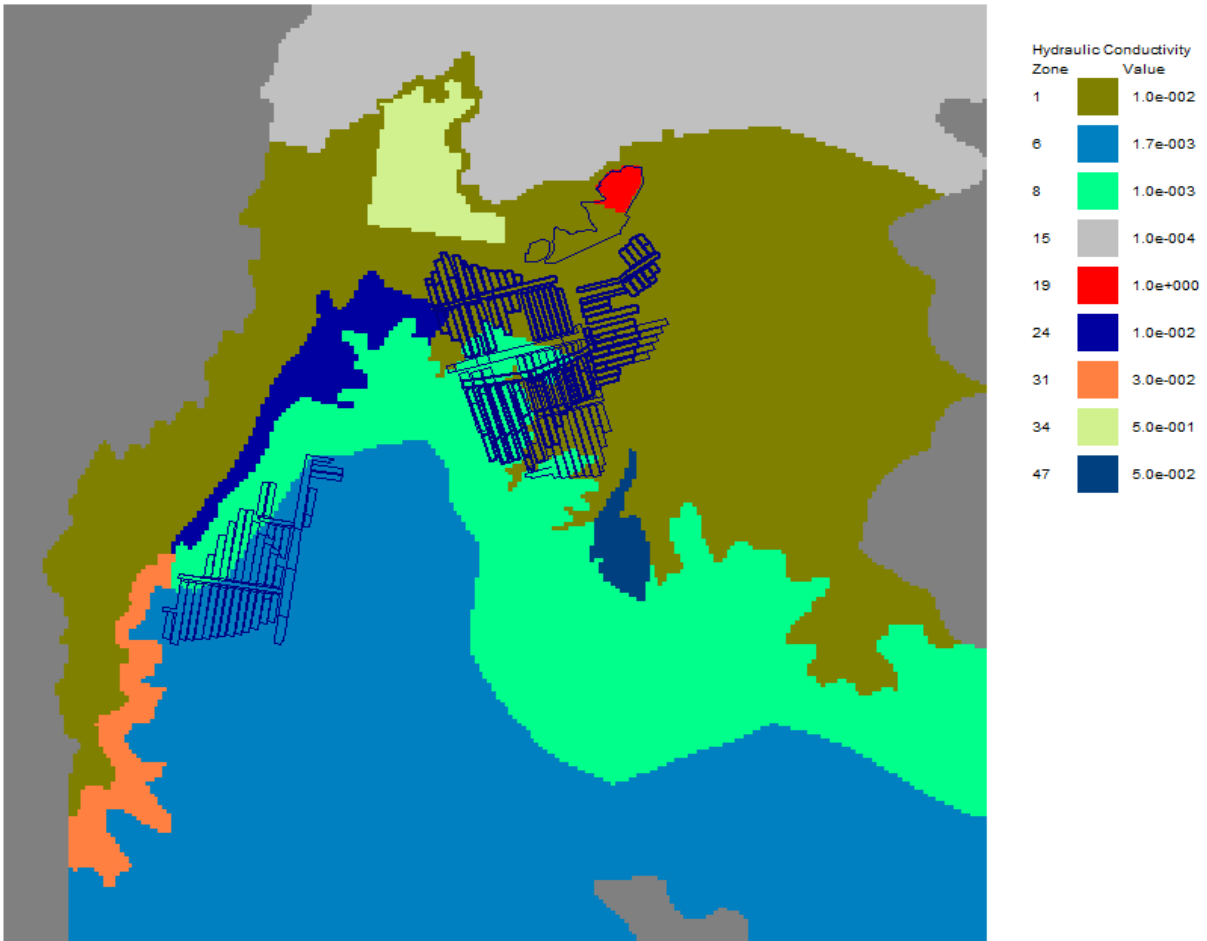 Hydraulic Conductivity
Zone Value
1 1.0e-002
6 1.7e-003
8 1.0e-003
15 1.0e-004
19 1.0e+000
24 1.0e-002
31 3.0e-002
34 5.0e-001
47 5.0e-002